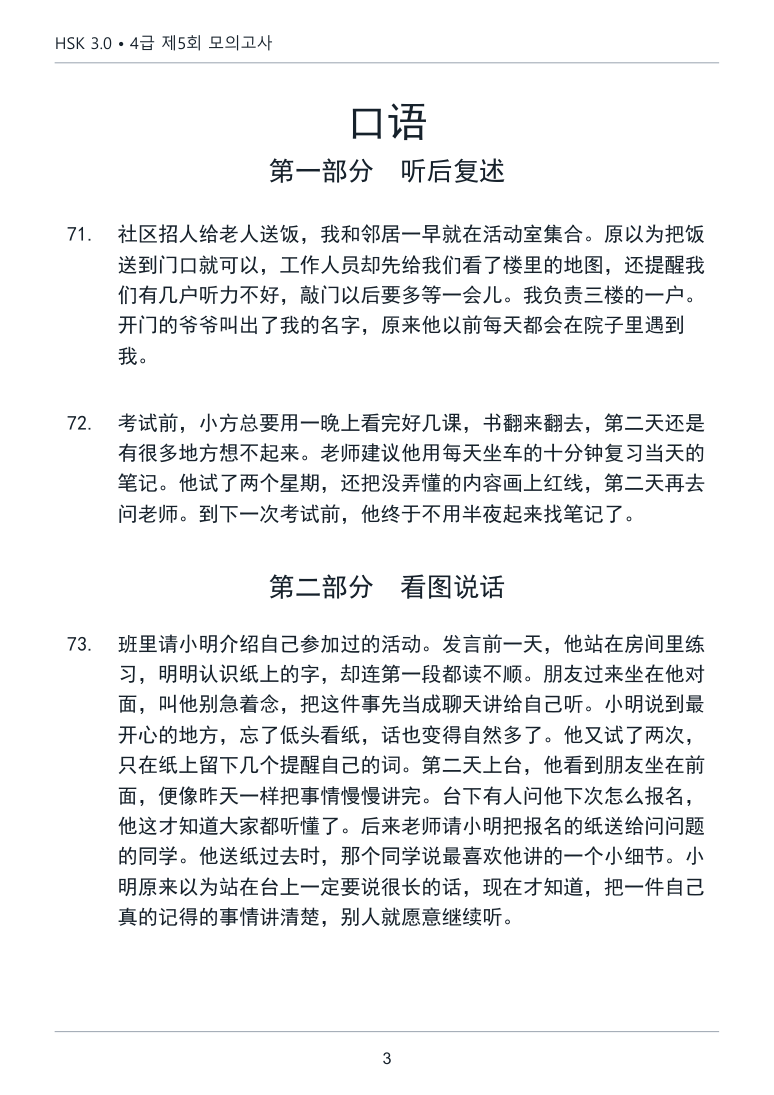 HSK 3.0 • 4급 제5회 모의고사
口语
第一部分 听后复述
71. 社区招人给老人送饭，我和邻居一早就在活动室集合。原以为把饭
送到门口就可以，工作人员却先给我们看了楼里的地图，还提醒我
们有几户听力不好，敲门以后要多等一会儿。我负责三楼的一户。
开门的爷爷叫出了我的名字，原来他以前每天都会在院子里遇到
我。
72. 考试前，小方总要用一晚上看完好几课，书翻来翻去，第二天还是
有很多地方想不起来。老师建议他用每天坐车的十分钟复习当天的
笔记。他试了两个星期，还把没弄懂的内容画上红线，第二天再去
问老师。到下一次考试前，他终于不用半夜起来找笔记了。
第二部分 看图说话
73. 班里请小明介绍自己参加过的活动。发言前一天，他站在房间里练
习，明明认识纸上的字，却连第一段都读不顺。朋友过来坐在他对
面，叫他别急着念，把这件事先当成聊天讲给自己听。小明说到最
开心的地方，忘了低头看纸，话也变得自然多了。他又试了两次，
只在纸上留下几个提醒自己的词。第二天上台，他看到朋友坐在前
面，便像昨天一样把事情慢慢讲完。台下有人问他下次怎么报名，
他这才知道大家都听懂了。后来老师请小明把报名的纸送给问问题
的同学。他送纸过去时，那个同学说最喜欢他讲的一个小细节。小
明原来以为站在台上一定要说很长的话，现在才知道，把一件自己
真的记得的事情讲清楚，别人就愿意继续听。
3